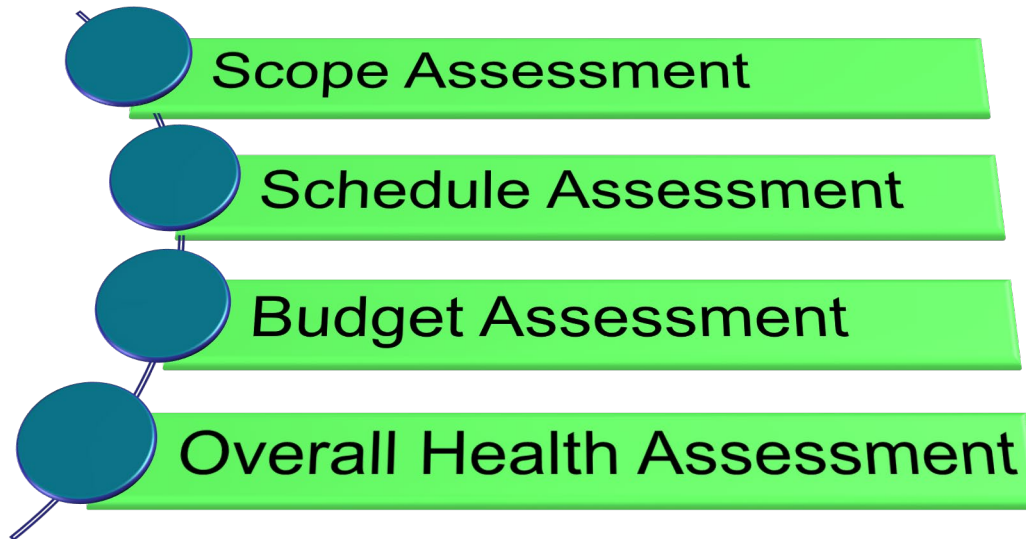 Scope Assessment
Schedule Assessment
Budget Assessment
Overall Health Assessment